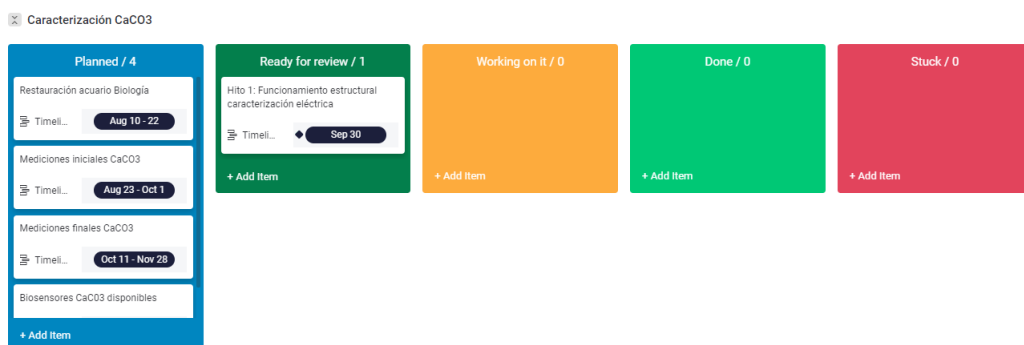 Caracterización CaCO3
Planned / 4
Restauración acuario Biología
Timeli...
Aug 10 - 22
Mediciones iniciales CaCO3
Timeli...
Aug 23 - Oct 1
Mediciones finales CaCO3
Timeli...
Oct 11 - Nov 28
Biosensores CaC03 disponibles
+ Add Item
Ready for review / 1
Hito 1: Funcionamiento estructural
caracterización eléctrica
Timeli...
Sep 30
+ Add Item
Working on it / 0
+ Add Item
Done / 0
+ Add Item
Stuck / 0
+ Add Item